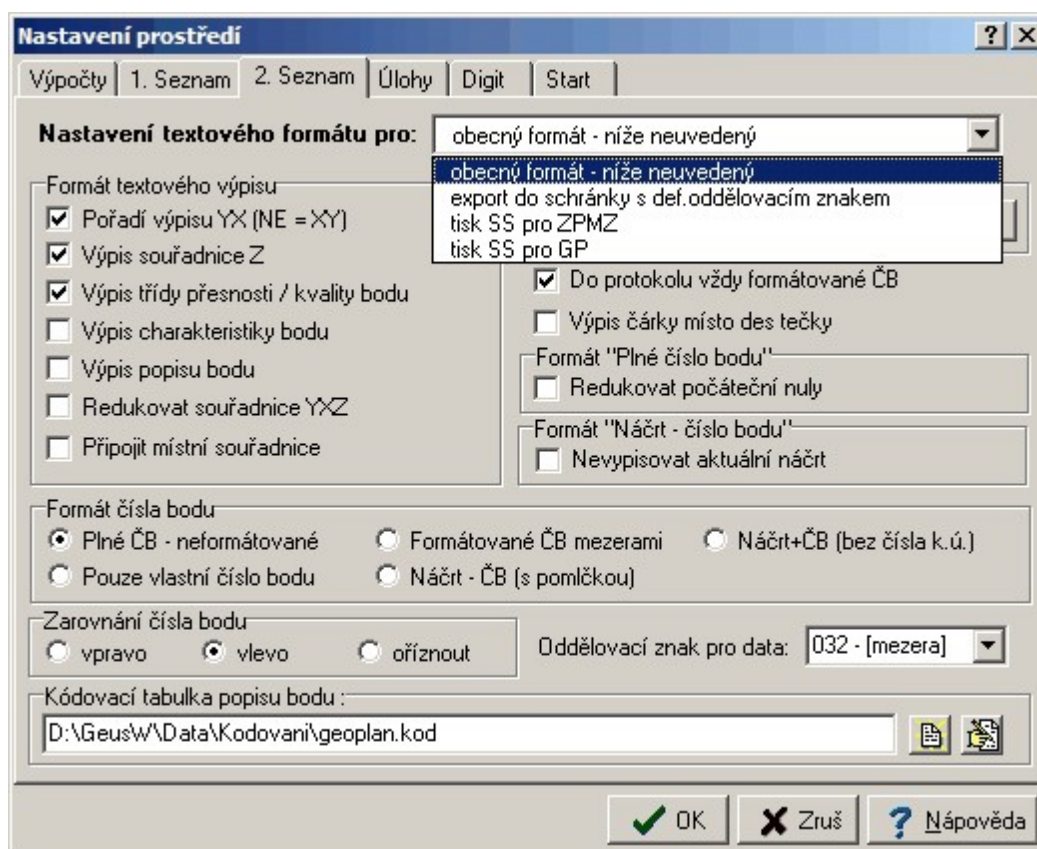 Nastavení prostředí
Výpočty 1. Seznam 2. Seznam Úlohy Digit Start
Nastavení textového formátu pro: obecný formát - níže neuvedený
obecný formát - níže neuvedený
export do schránky s def.oddělovacím znakem
tisk SS pro ZPMZ
tisk SS pro GP
Formát textového výpisu
Pořadí výpisu YX (NE = XY)
Výpis souřadnice Z
Výpis třídy přesnosti / kvality bodu
Výpis charakteristiky bodu
Výpis popisu bodu
Redukovat souřadnice YXZ
Připojit místní souřadnice
Do protokolu vždy formátované ČB
Výpis čárky místo des tečky
Formát "Plné číslo bodu"
Redukovat počáteční nuly
Formát "Náčrt - číslo bodu"
Nevypisovat aktuální náčrt
Formát čísla bodu
Plné ČB - neformátované Formátované ČB mezerami Náčrt+ČB (bez čísla k.ú.)
Pouze vlastní číslo bodu Náčrt - ČB (s pomlčkou)
Zarovnání čísla bodu
vpravo vlevo oříznout
Oddělovací znak pro data: 032 - [mezera]
Kódovací tabulka popisu bodu :
D:\GeusW\Data\Kodovani\geoplan.kod
OK Zruš Nápověda